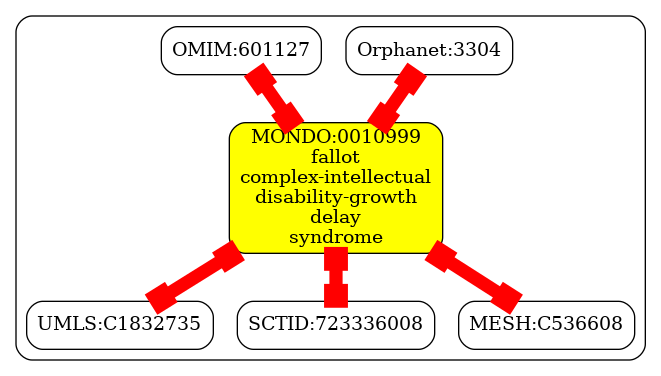 OMIM:601127
Orphanet:3304
MONDO:0010999
fallot
complex-intellectual
disability-growth
delay
syndrome
UMLS:C1832735
SCTID:723336008
MESH:C536608